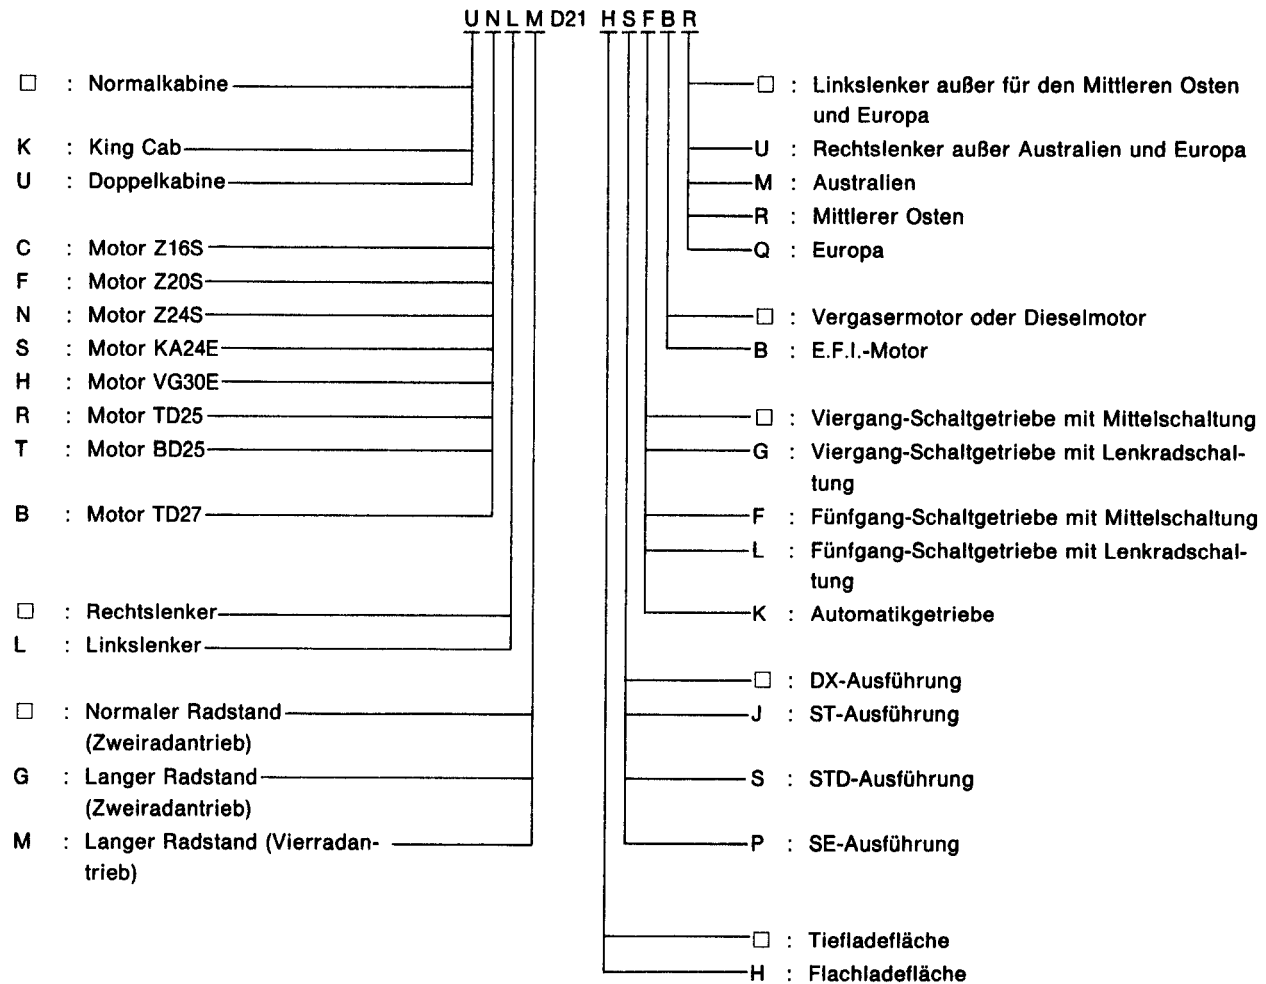 UNLMD21 HSFBR
□ : Normalkabine
K : King Cab
U : Doppelkabine
C : Motor Z16S
F : Motor Z20S
N : Motor Z24S
S : Motor KA24E
H : Motor VG30E
R : Motor TD25
T : Motor BD25
B : Motor TD27
□ : Rechtslenker
L : Linkslenker
□ : Normaler Radstand
(Zweiradantrieb)
G : Langer Radstand
(Zweiradantrieb)
M : Langer Radstand (Vierradan-
trieb)
□ : Linkslenker außer für den Mittleren Osten
und Europa
U : Rechtslenker außer Australien und Europa
M : Australien
R : Mittlerer Osten
Q : Europa
□ : Vergasermotor oder Dieselmotor
B : E.F.I.-Motor
□ : Viergang-Schaltgetriebe mit Mittelschaltung
G : Viergang-Schaltgetriebe mit Lenkradschal-
tung
F : Fünfgang-Schaltgetriebe mit Mittelschaltung
L : Fünfgang-Schaltgetriebe mit Lenkradschal-
tung
K : Automatikgetriebe
□ : DX-Ausführung
J : ST-Ausführung
S : STD-Ausführung
P : SE-Ausführung
□ : Tiefladefläche
H : Flachladefläche